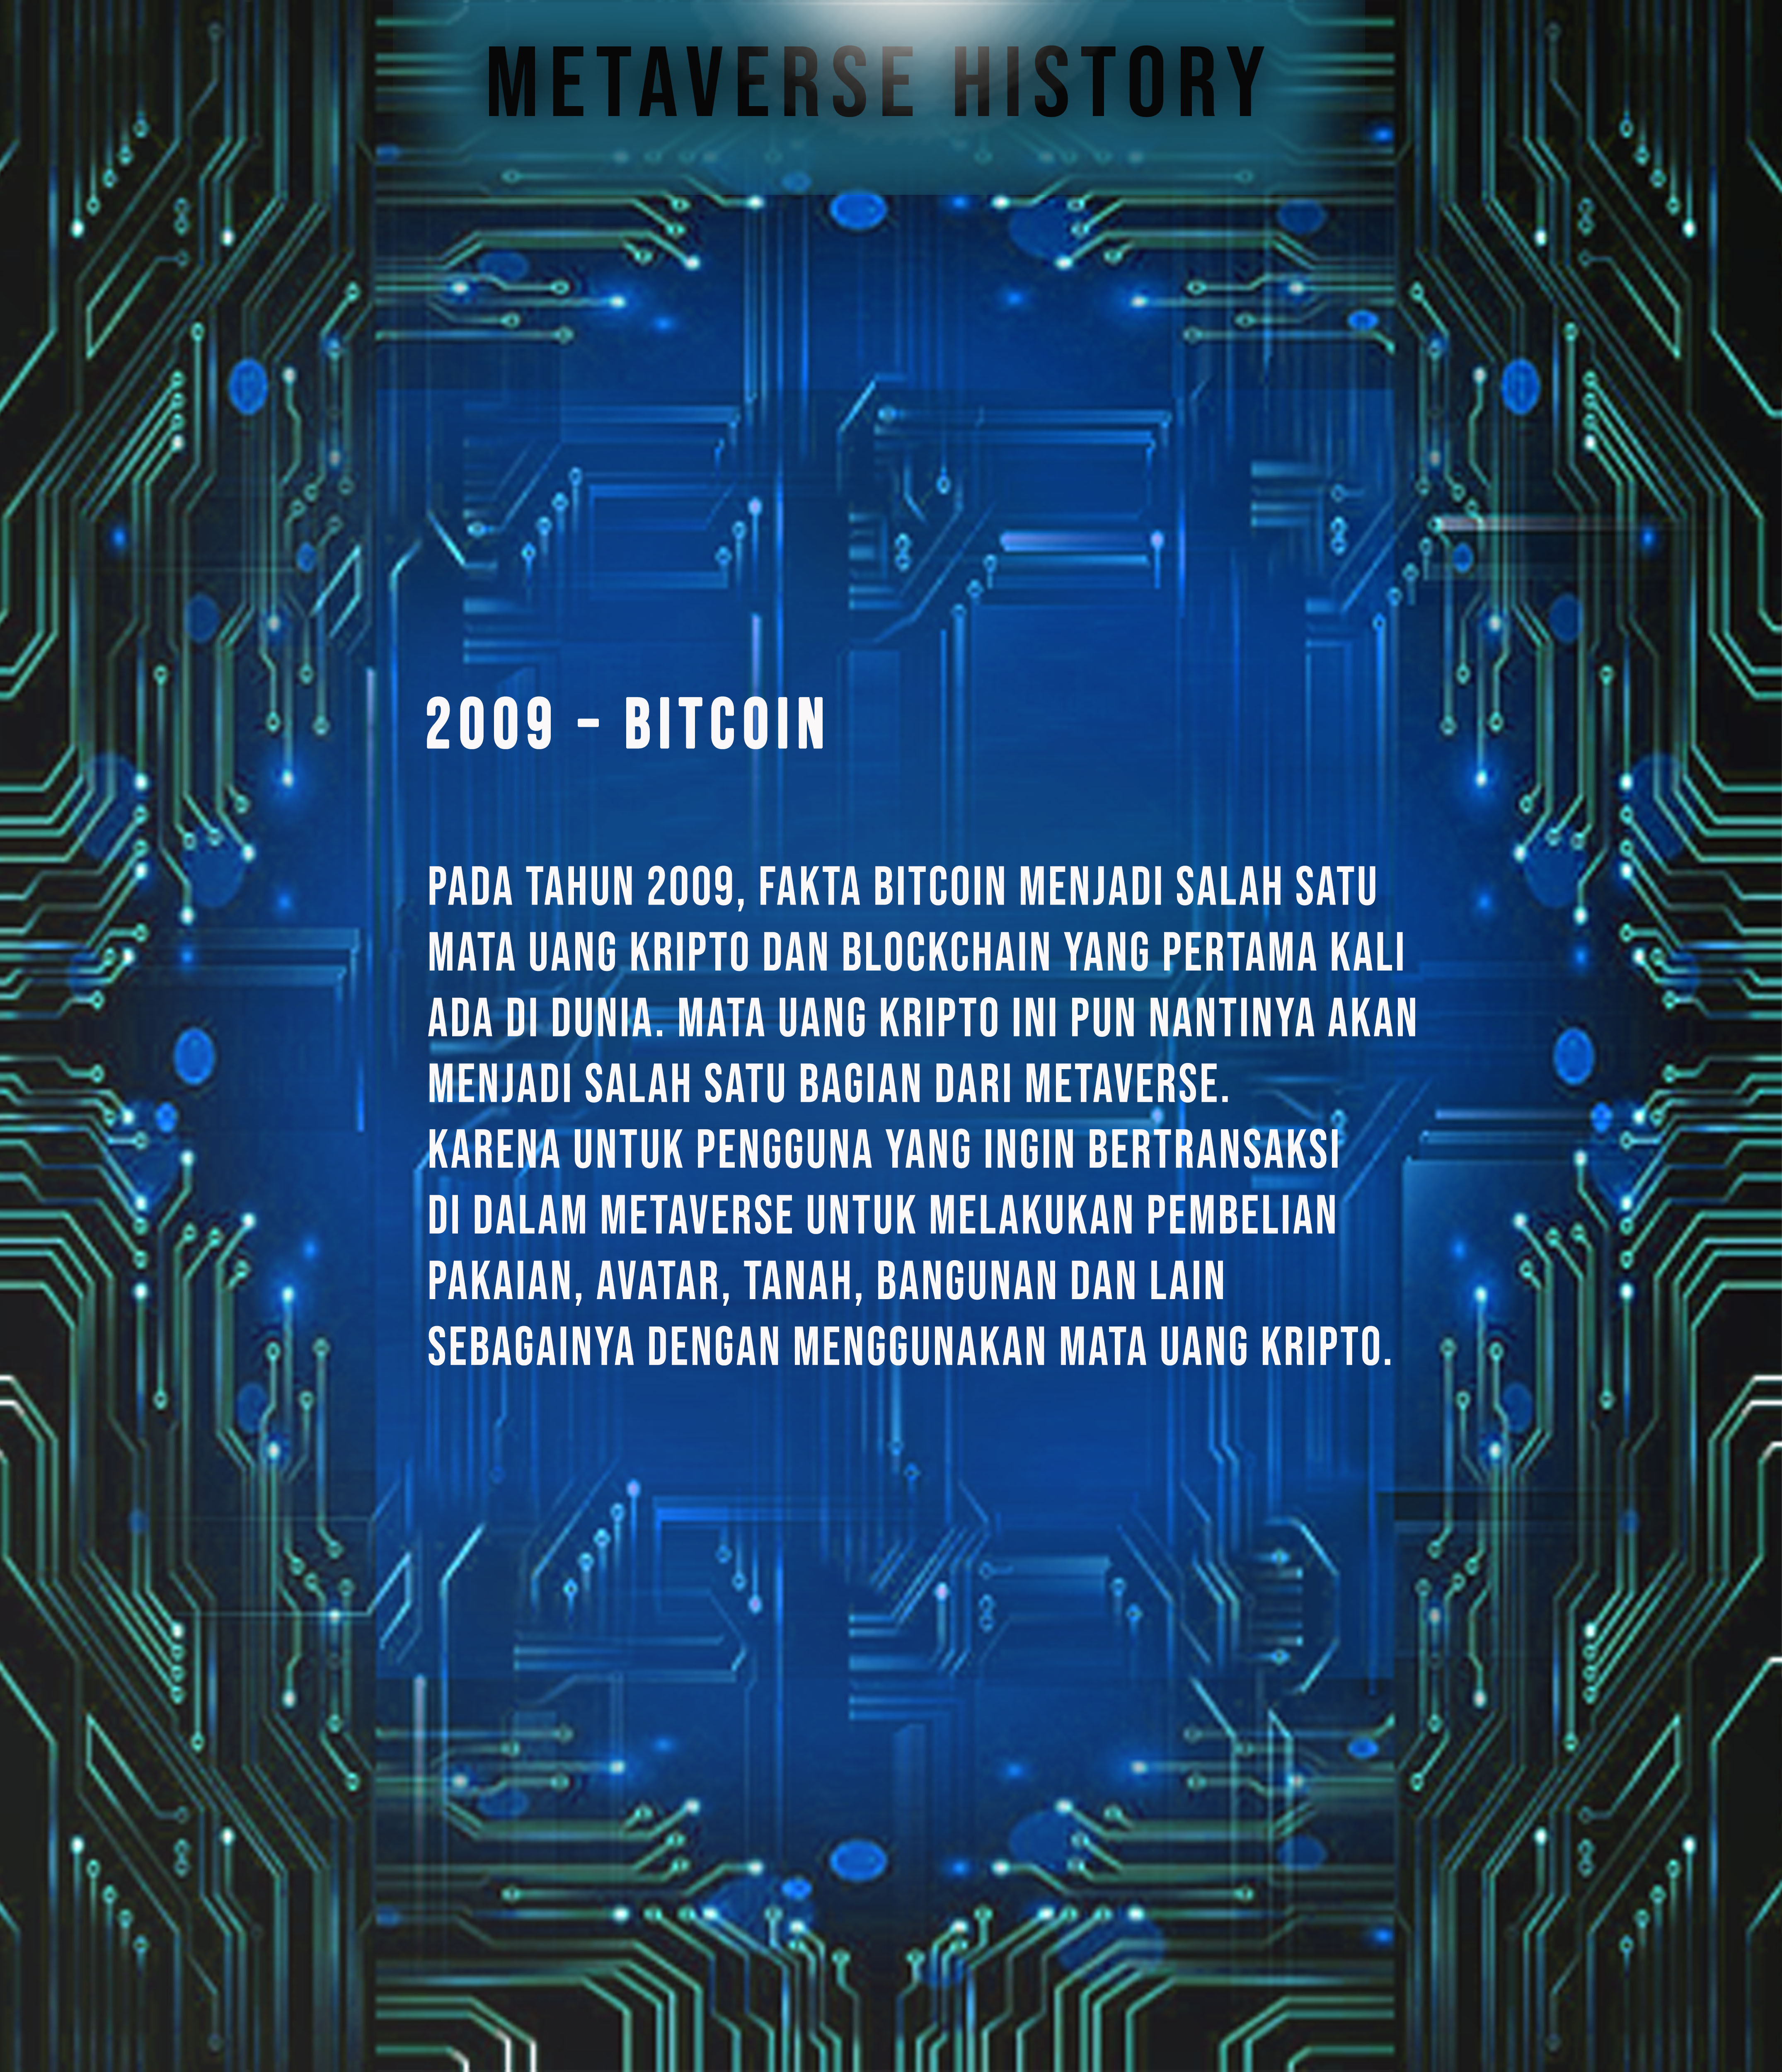 METAVERSE HISTORY
2009 – BITCOIN
PADA TAHUN 2009, FAKTA BITCOIN MENJADI SALAH SATU
MATA UANG KRIPTO DAN BLOCKCHAIN YANG PERTAMA KALI
ADA DI DUNIA. MATA UANG KRIPTO INI PUN NANTINYA AKAN
MENJADI SALAH SATU BAGIAN DARI METAVERSE.
KARENA UNTUK PENGGUNA YANG INGIN BERTRANSAKSI
DI DALAM METAVERSE UNTUK MELAKUKAN PEMBELIAN
PAKAIAN, AVATAR, TANAH, BANGUNAN DAN LAIN
SEBAGAINYA DENGAN MENGGUNAKAN MATA UANG KRIPTO.